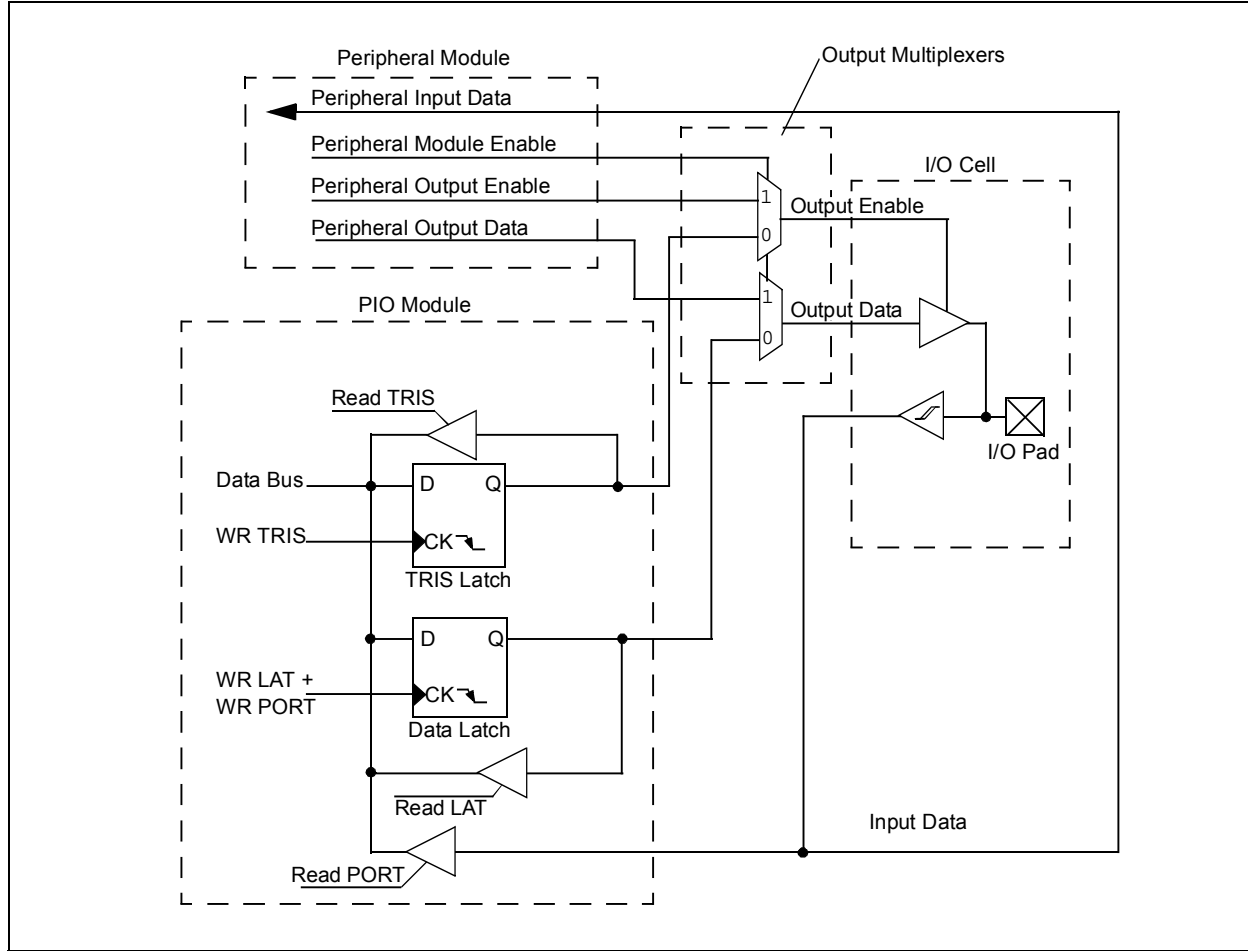 Peripheral Module
Output Multiplexers
Peripheral Input Data
Peripheral Module Enable
I/O Cell
Peripheral Output Enable
1
Output Enable
Peripheral Output Data
0
1
PIO Module
Output Data
0
Read TRIS
I/O Pad
Data Bus
D
Q
WR TRIS
CK
TRIS Latch
D
Q
WR LAT +
WR PORT
CK
Data Latch
Read LAT
Input Data
Read PORT